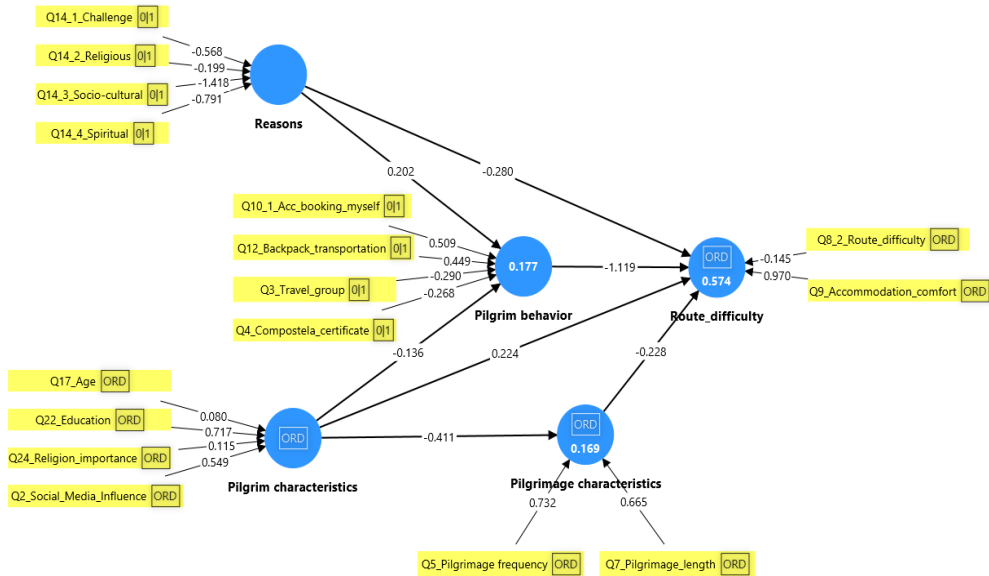 Q14_1_Challenge 0|1
-0.568
Q14_2_Religious 0|1
-0.199
Q14_3_Socio-cultural 0|1
-1.418
-0.791
Q14_4_Spiritual 0|1
Reasons
0.202
-0.280
Q10_1_Acc_booking_myself 0|1
0.509
Q12_Backpack_transportation 0|1
0.449
-0.290
Q3_Travel_group 0|1
-0.268
Q4_Compostela_certificate 0|1
0.177
Pilgrim behavior
-1.119
ORD
0.574
Route_difficulty
Q8_2_Route_difficulty ORD
-0.145
0.970
Q9_Accommodation_comfort ORD
-0.136
0.224
-0.228
Q17_Age ORD
0.080
Q22_Education ORD
0.717
0.115
Q24_Religion_importance ORD
0.549
Q2_Social_Media_Influence ORD
ORD
Pilgrim characteristics
-0.411
ORD
0.169
Pilgrimage characteristics
0.732
0.665
Q5_Pilgrimage frequency ORD
Q7_Pilgrimage_length ORD